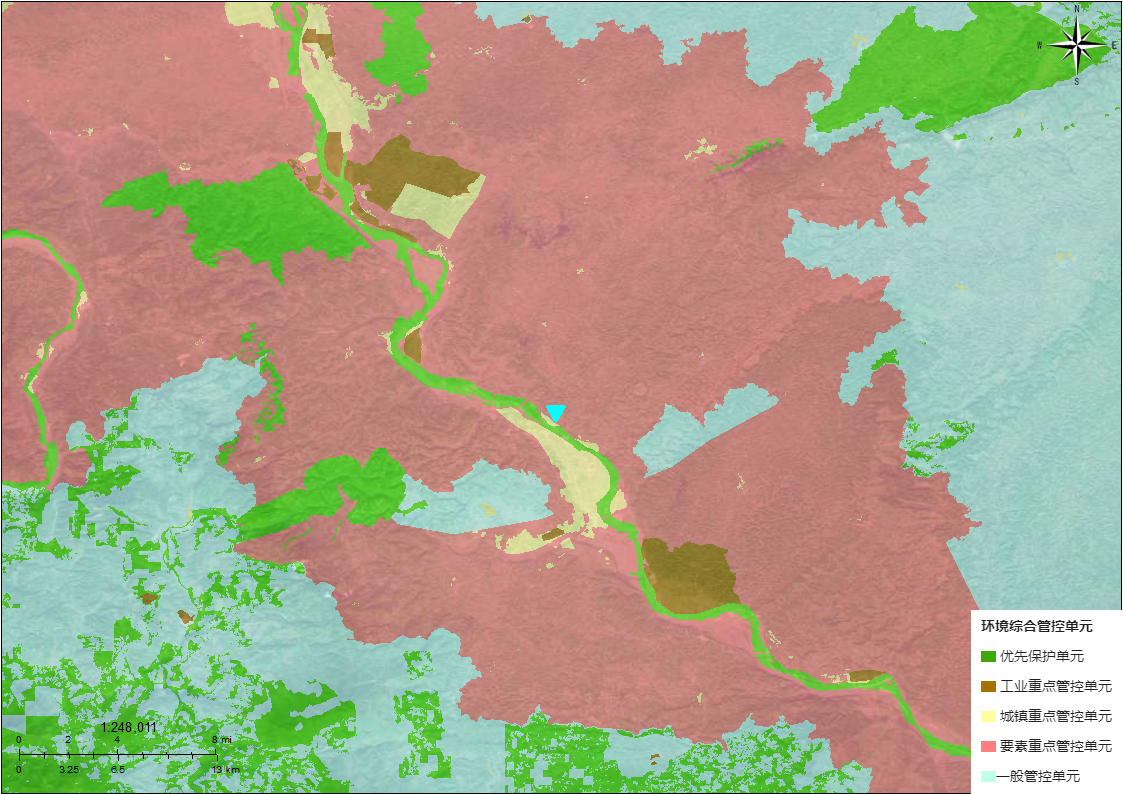 N
W E
S
环境综合管控单元
优先保护单元
工业重点管控单元
城镇重点管控单元
要素重点管控单元
一般管控单元
1:248,011
0 2 4 8 mi
0 3.25 6.5 13 km